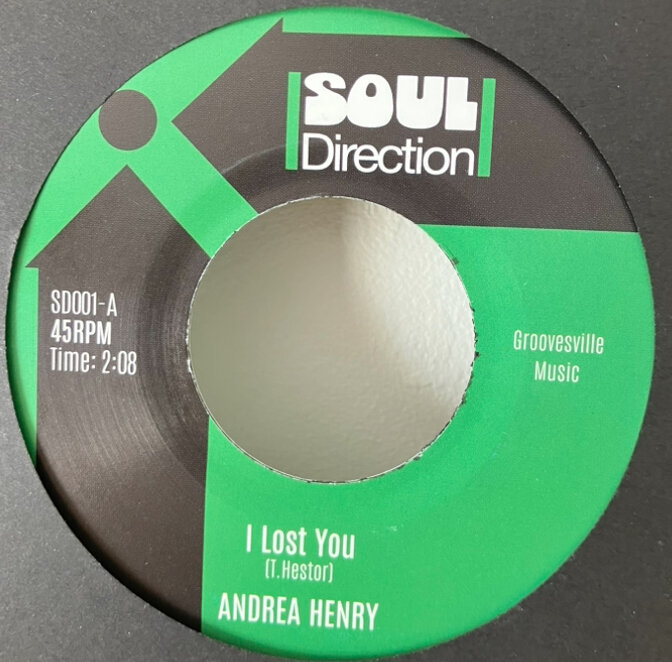 SOUL
Direction
SD001-A
45RPM
Time: 2:08
Groovesville
Music
I Lost You
(T.Hestor)
ANDREA HENRY